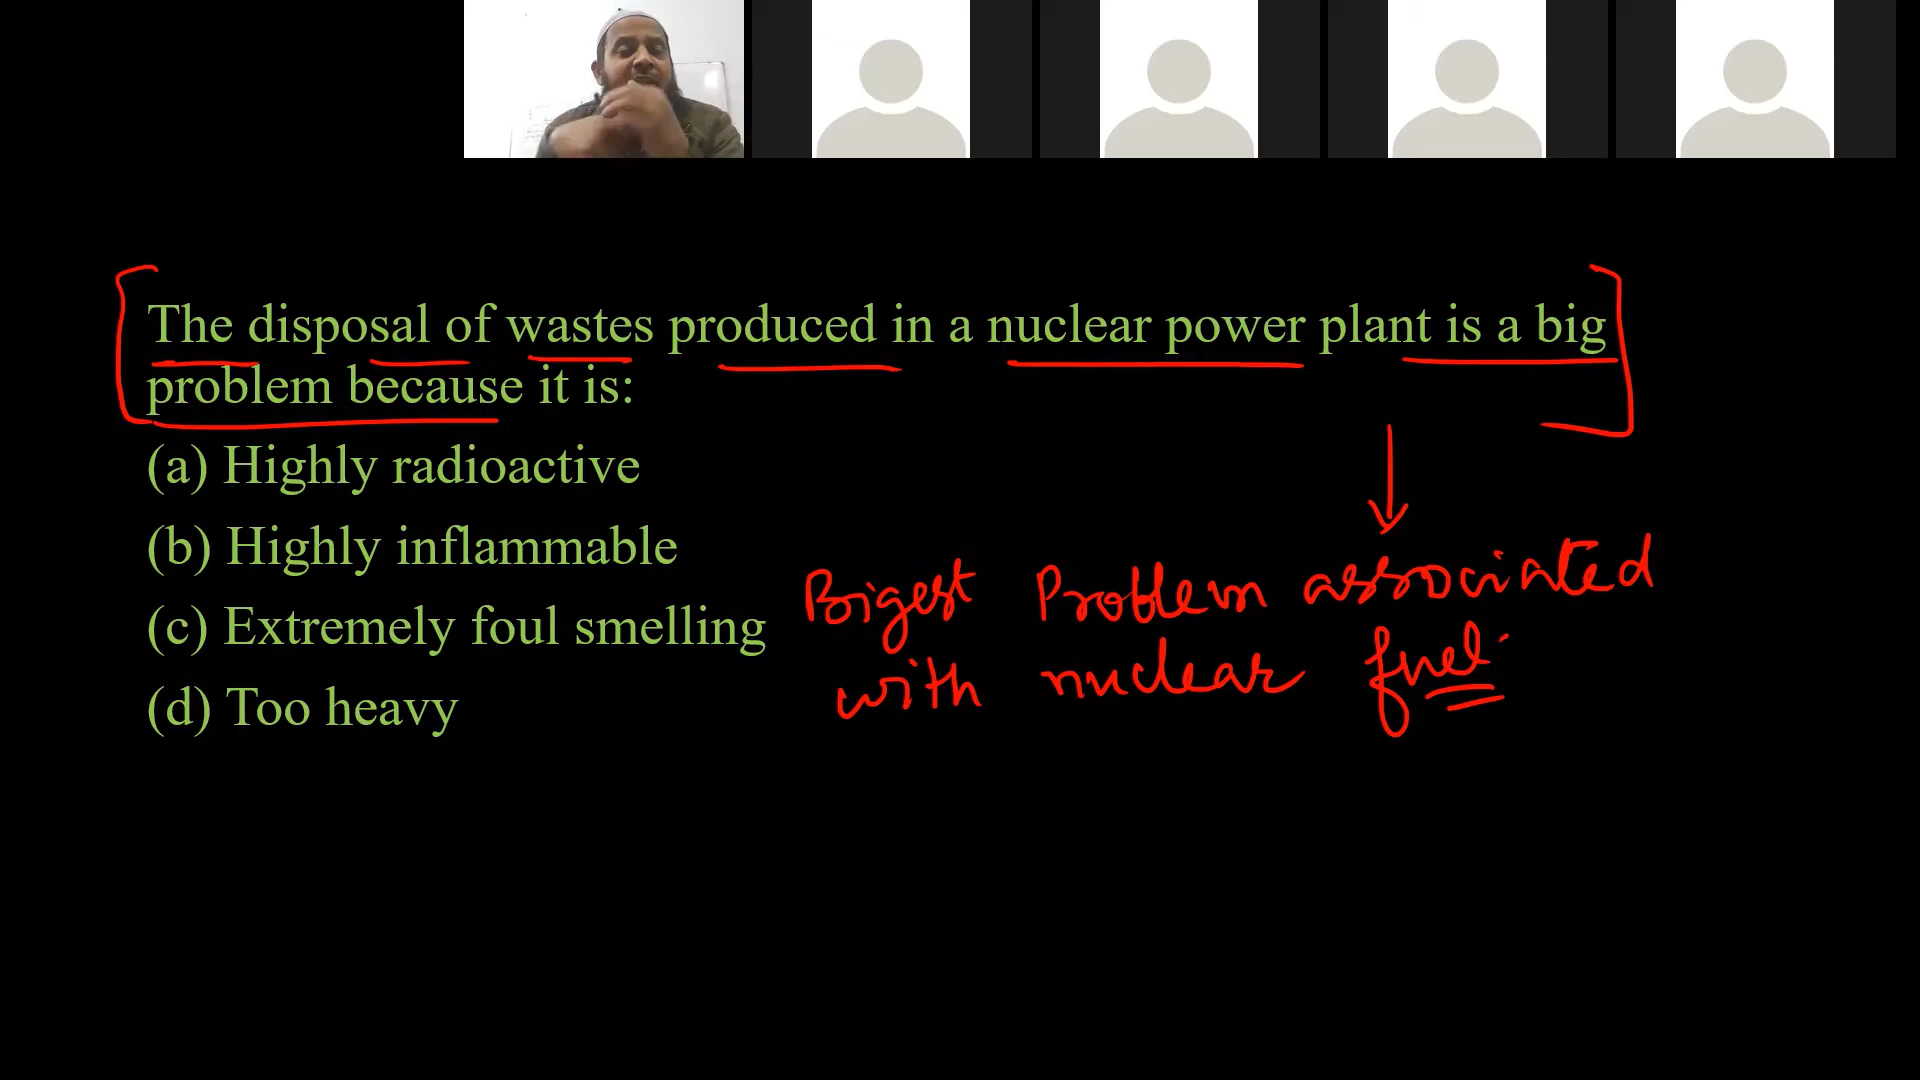 The disposal of wastes produced in a nuclear power plant is a big
problem because it is:
(a) Highly radioactive
(b) Highly inflammable
(c) Extremely foul smelling
(d) Too heavy
Bigest Problem associated
with nuclear fuel.